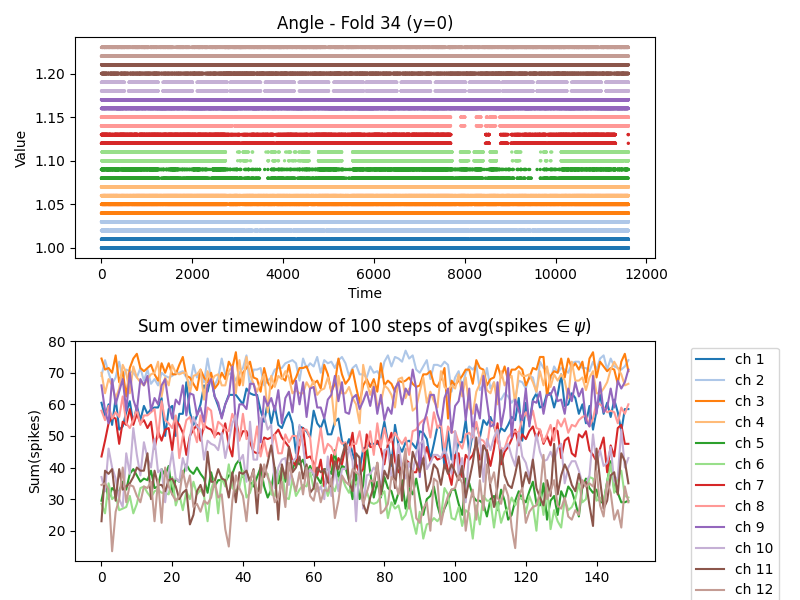 Angle - Fold 34 (y=0)
Value
1.20
1.15
1.10
1.05
1.00
0 2000 4000 6000 8000 10000 12000
Time
Sum over timewindow of 100 steps of avg(spikes ∈ψ)
Sum(spikes)
80
70
60
50
40
30
20
0 20 40 60 80 100 120 140
ch 1
ch 2
ch 3
ch 4
ch 5
ch 6
ch 7
ch 8
ch 9
ch 10
ch 11
ch 12